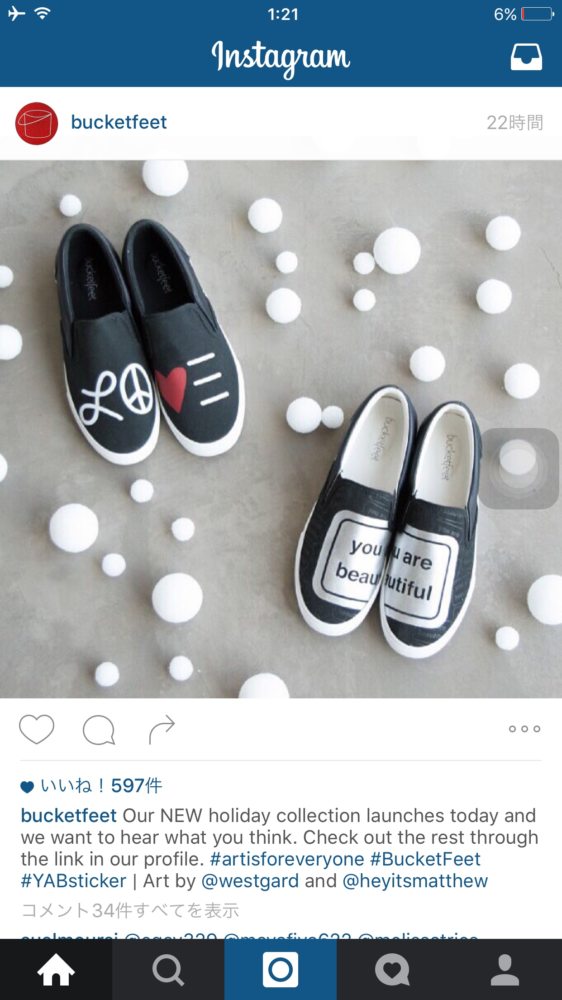 1:21
6%
Instagram
bucketfeet
22時間
bucketfeet
bucketfeet
bucketfeet
bucketfeet
you u are
beau autiful
いいね！597件
bucketfeet Our NEW holiday collection launches today and
we want to hear what you think. Check out the rest through
the link in our profile. #artisforeveryone #BucketFeet
#YABsticker | Art by @westgard and @heyitsmatthew
コメント34件すべてを表示